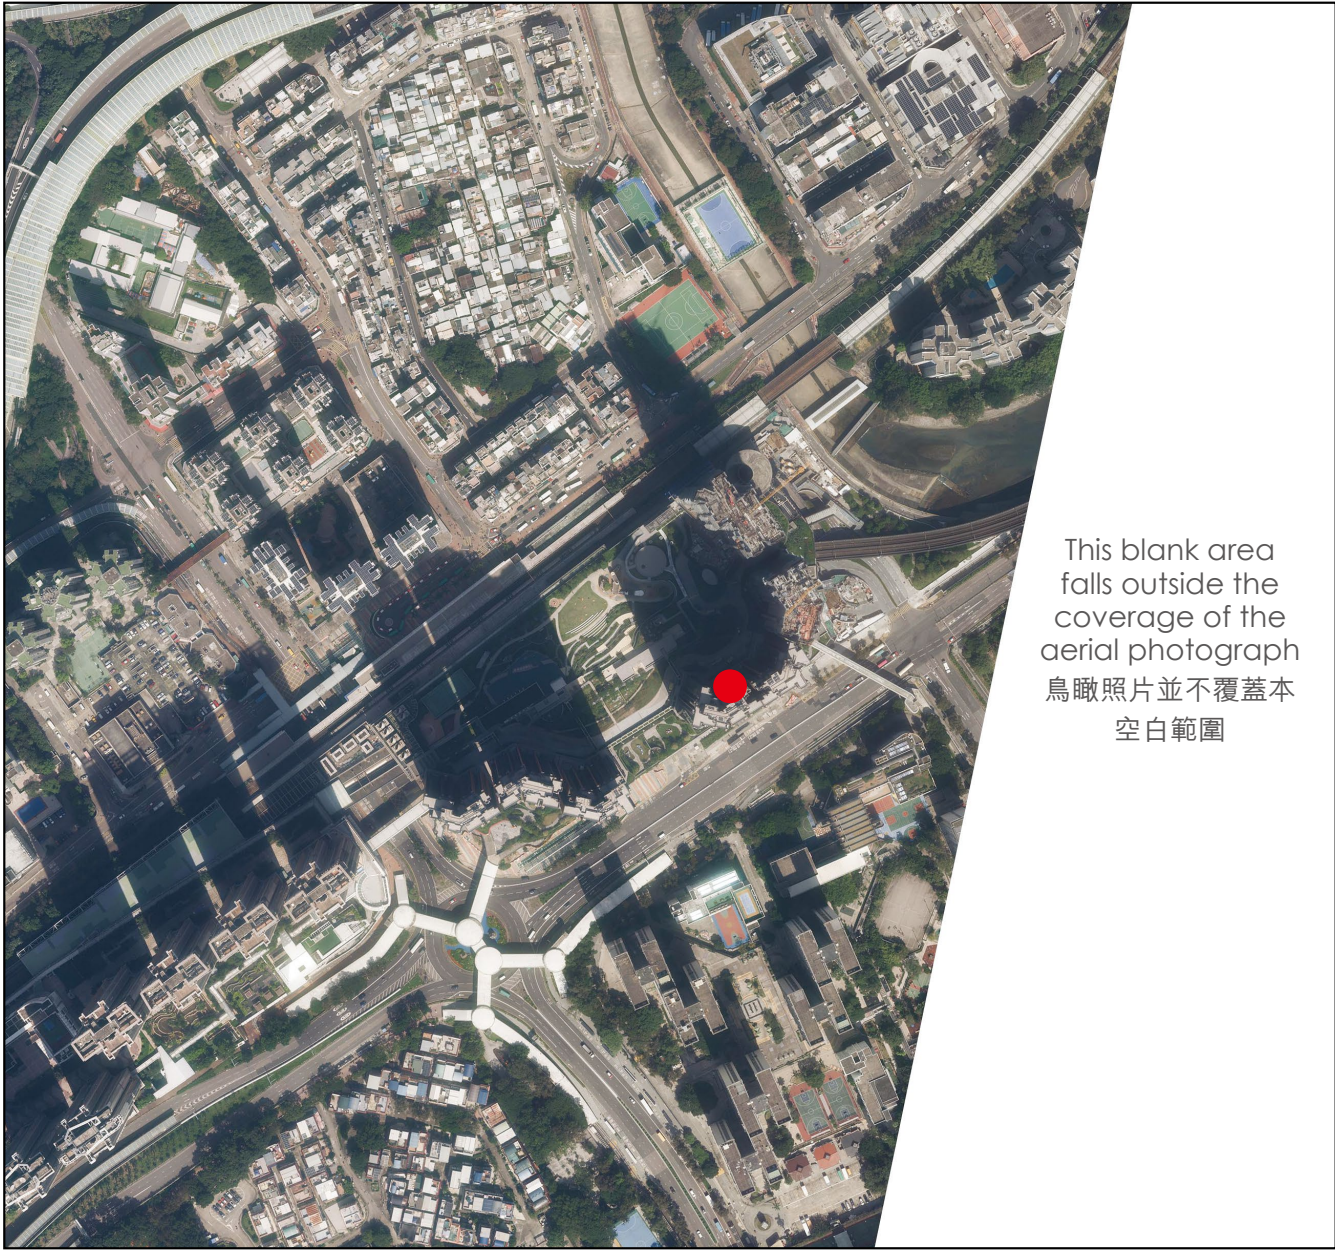 This blank area
falls outside the
coverage of the
aerial photograph
鳥瞰照片並不覆蓋本
空白範圍